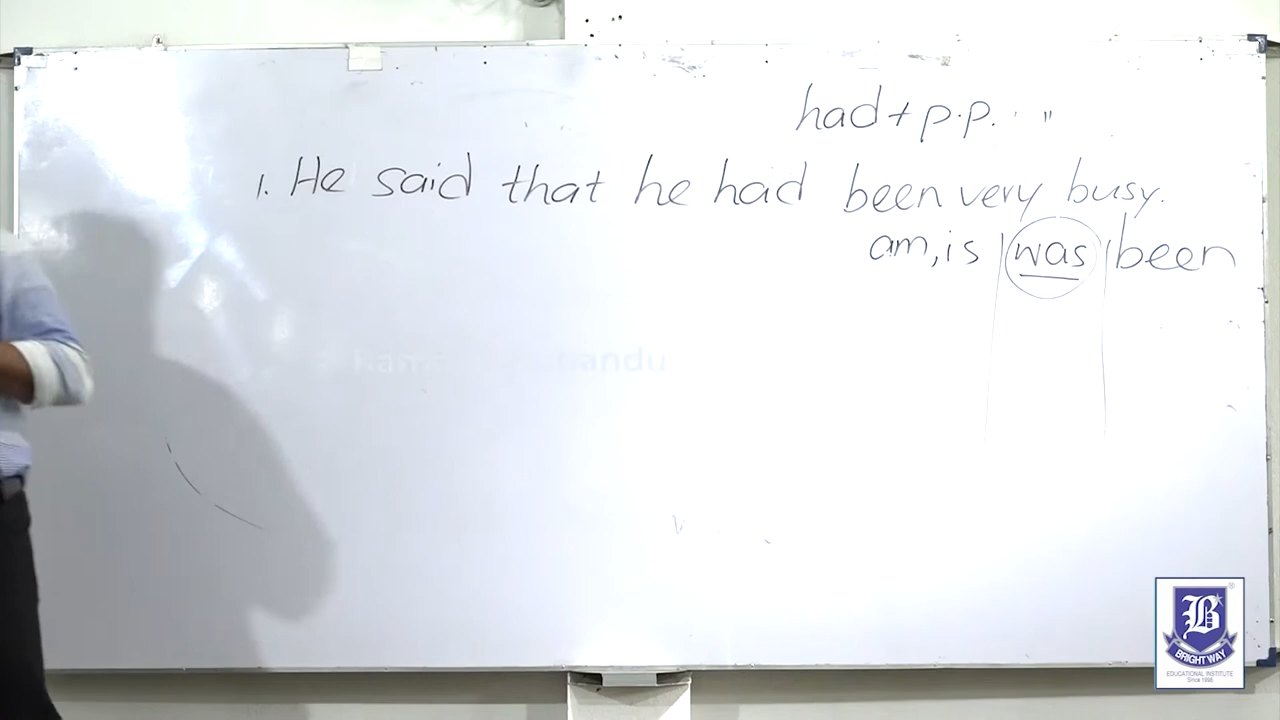 had + p.p. . "
1. He said that he had been very busy.
am, is | was | been
B
BRIGHT WAY
EDUCATIONAL INSTITUTE
Since 1998